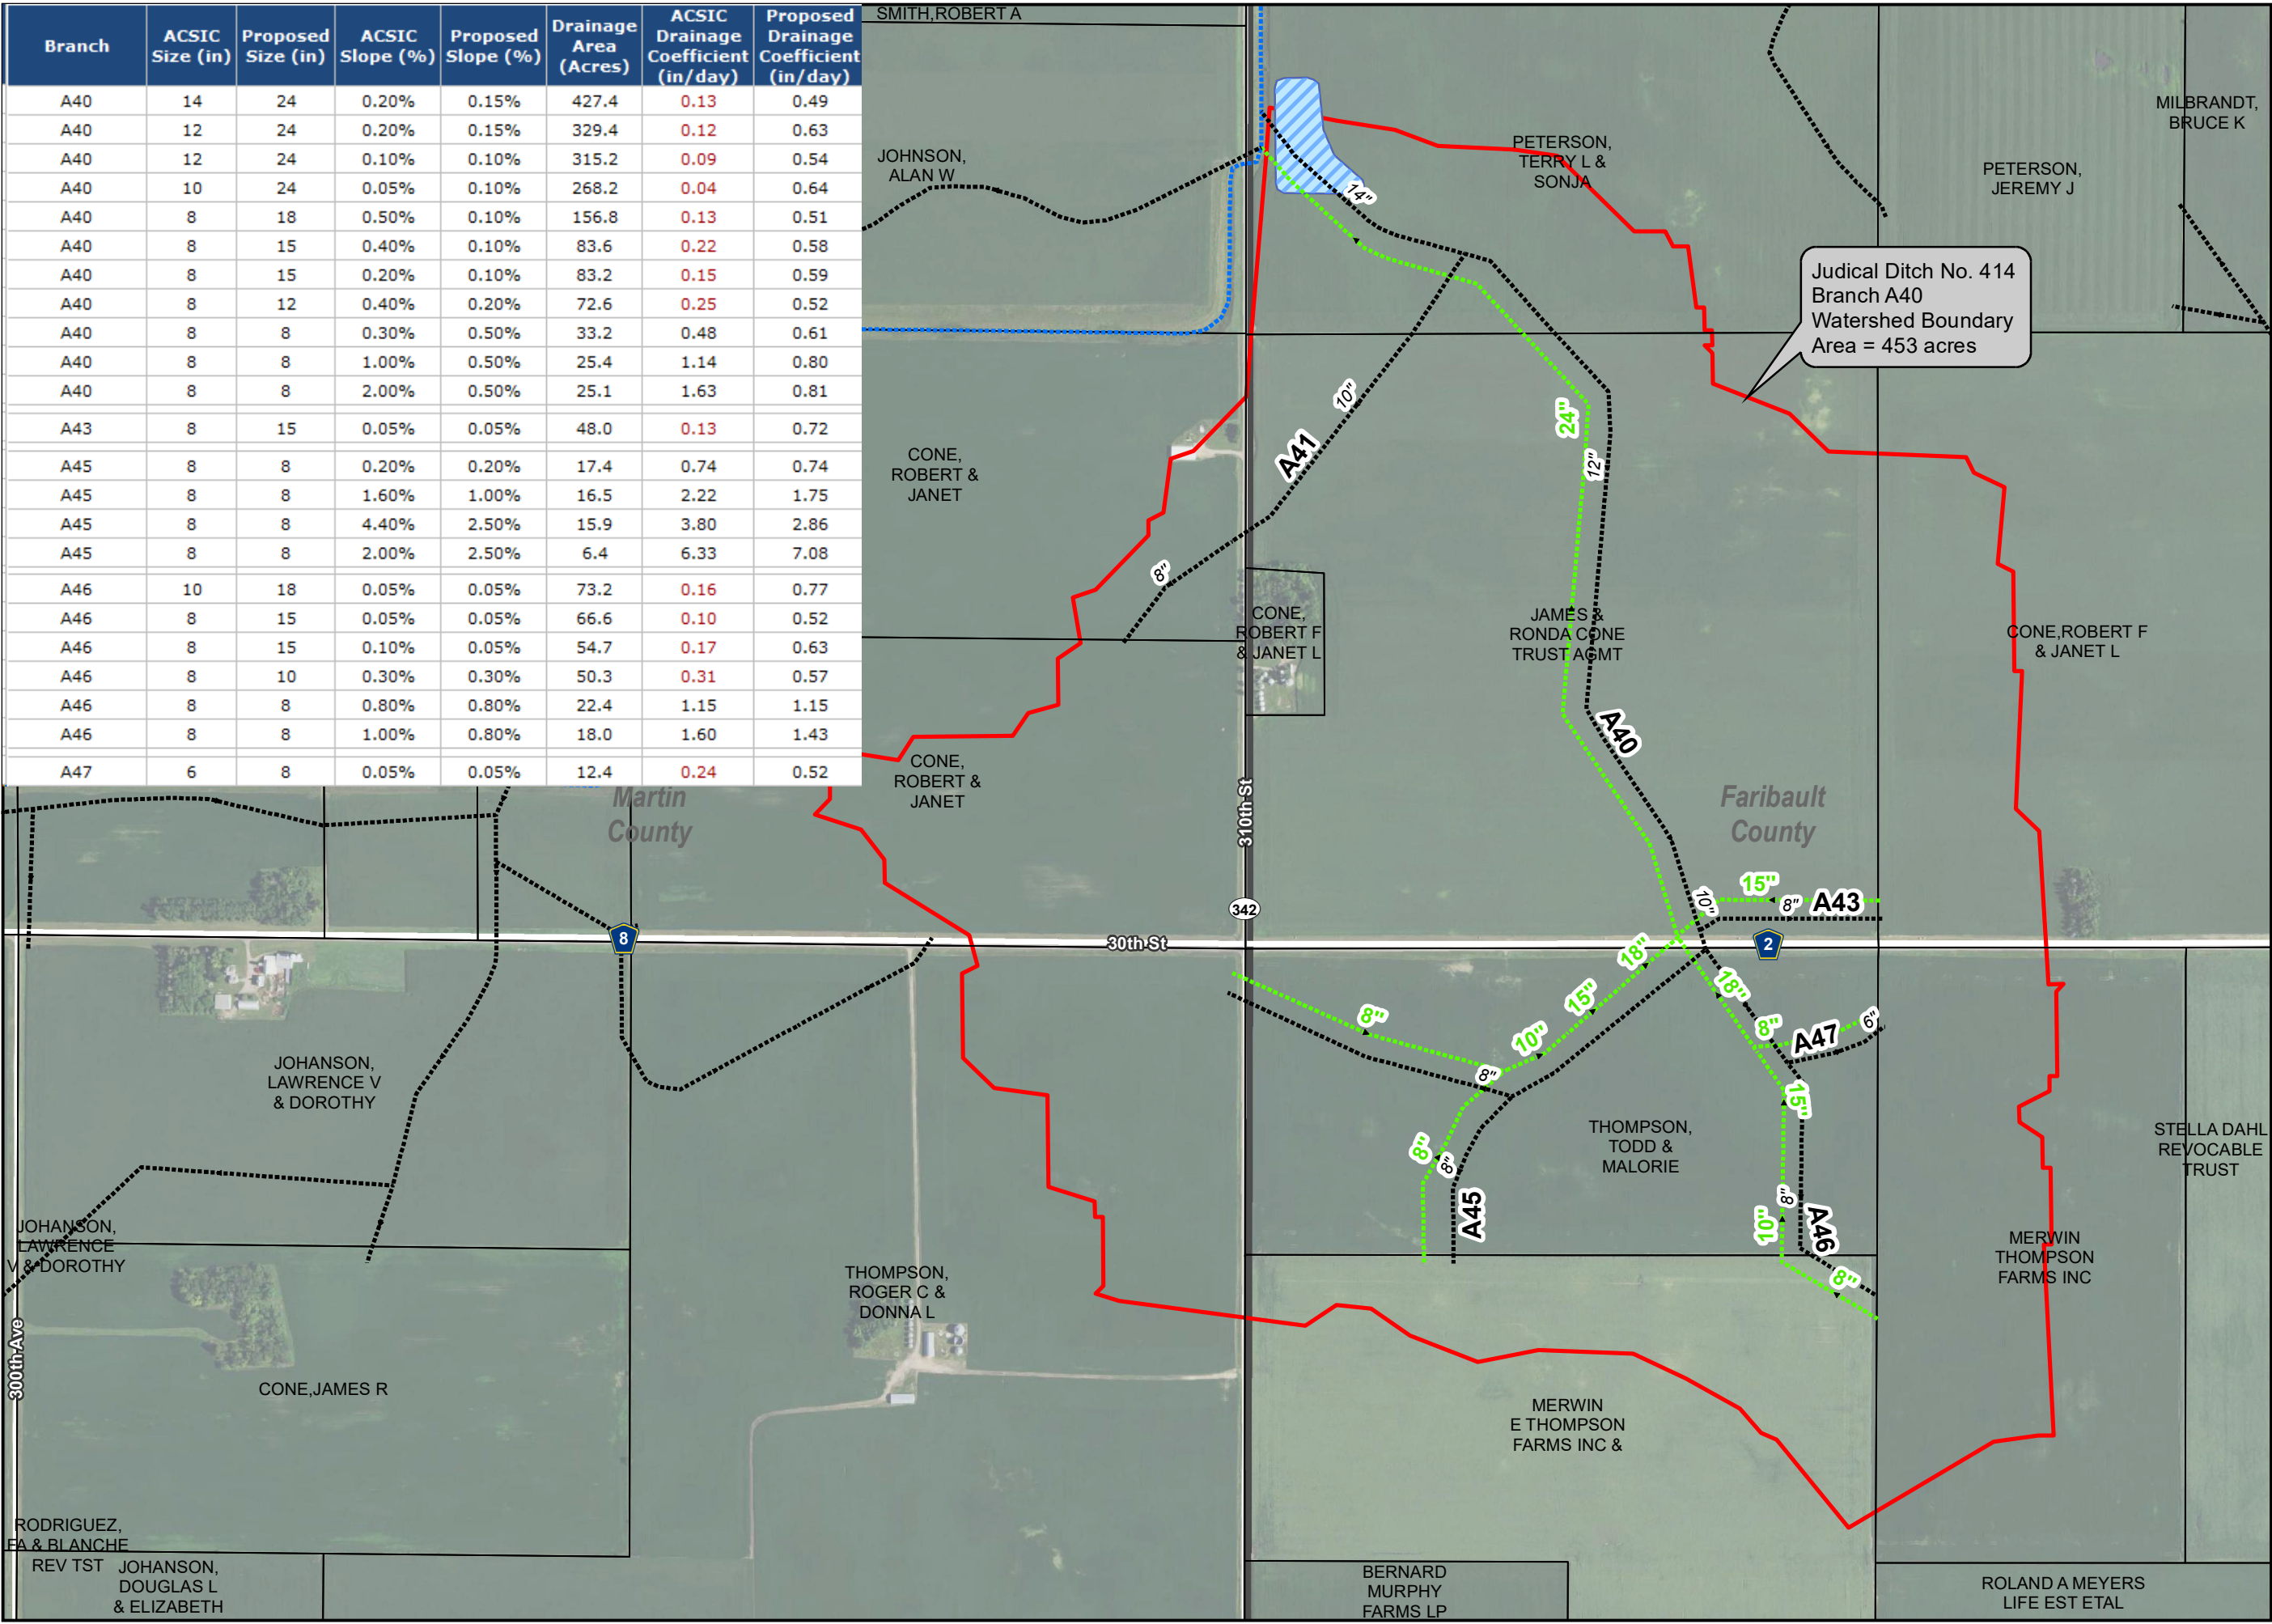 Branch ACSIC Size (in) Proposed Size (in) ACSIC Slope (%) Proposed Slope (%) Drainage Area (Acres) ACSIC Drainage Coefficient (in/day) Proposed Drainage Coefficient (in/day)
A40 14 24 0.20% 0.15% 427.4 0.13 0.49
A40 12 24 0.20% 0.15% 329.4 0.12 0.63
A40 12 24 0.10% 0.10% 315.2 0.09 0.54
A40 10 24 0.05% 0.10% 268.2 0.04 0.64
A40 8 18 0.50% 0.10% 156.8 0.13 0.51
A40 8 15 0.40% 0.10% 83.6 0.22 0.58
A40 8 15 0.20% 0.10% 83.2 0.15 0.59
A40 8 12 0.40% 0.20% 72.6 0.25 0.52
A40 8 8 0.30% 0.50% 33.2 0.48 0.61
A40 8 8 1.00% 0.50% 25.4 1.14 0.80
A40 8 8 2.00% 0.50% 25.1 1.63 0.81
A43 8 15 0.05% 0.05% 48.0 0.13 0.72
A45 8 8 0.20% 0.20% 17.4 0.74 0.74
A45 8 8 1.60% 1.00% 16.5 2.22 1.75
A45 8 8 4.40% 2.50% 15.9 3.80 2.86
A45 8 8 2.00% 2.50% 6.4 6.33 7.08
A46 10 18 0.05% 0.05% 73.2 0.16 0.77
A46 8 15 0.05% 0.05% 66.6 0.10 0.52
A46 8 15 0.10% 0.05% 54.7 0.17 0.63
A46 8 10 0.30% 0.30% 50.3 0.31 0.57
A46 8 8 0.80% 0.80% 22.4 1.15 1.15
A46 8 8 1.00% 0.80% 18.0 1.60 1.43
A47 6 8 0.05% 0.05% 12.4 0.24 0.52
SMITH,ROBERT A
MILBRANDT,
BRUCE K
PETERSON,
TERRY L &
SONJA
JOHNSON,
ALAN W
PETERSON,
JEREMY J
14"
Judical Ditch No. 414
Branch A40
Watershed Boundary
Area = 453 acres
10"
24"
A41
12"
CONE,
ROBERT &
JANET
8"
CONE,
ROBERT F
& JANET L
JAMES &
RONDA CONE
TRUST AGMT
CONE,ROBERT F
& JANET L
A40
CONE,
ROBERT &
JANET
310th St
Martin
County
Faribault
County
15"
10"
8"
A43
342
8
30th St
2
18"
18"
15"
8"
10"
8"
A47
6"
8"
15"
JOHANSON,
LAWRENCE V
& DOROTHY
THOMPSON,
TODD &
MALORIE
STELLA DAHL
REVOCABLE
TRUST
8"
8"
A45
8"
10"
A46
8"
JOHANSON,
LAWRENCE
V & DOROTHY
MERWIN
THOMPSON
FARMS INC
THOMPSON,
ROGER C &
DONNA L
300th Ave
CONE,JAMES R
MERWIN
E THOMPSON
FARMS INC &
RODRIGUEZ,
FA & BLANCHE
REV TST
JOHANSON,
DOUGLAS L
& ELIZABETH
BERNARD
MURPHY
FARMS LP
ROLAND A MEYERS
LIFE EST ETAL